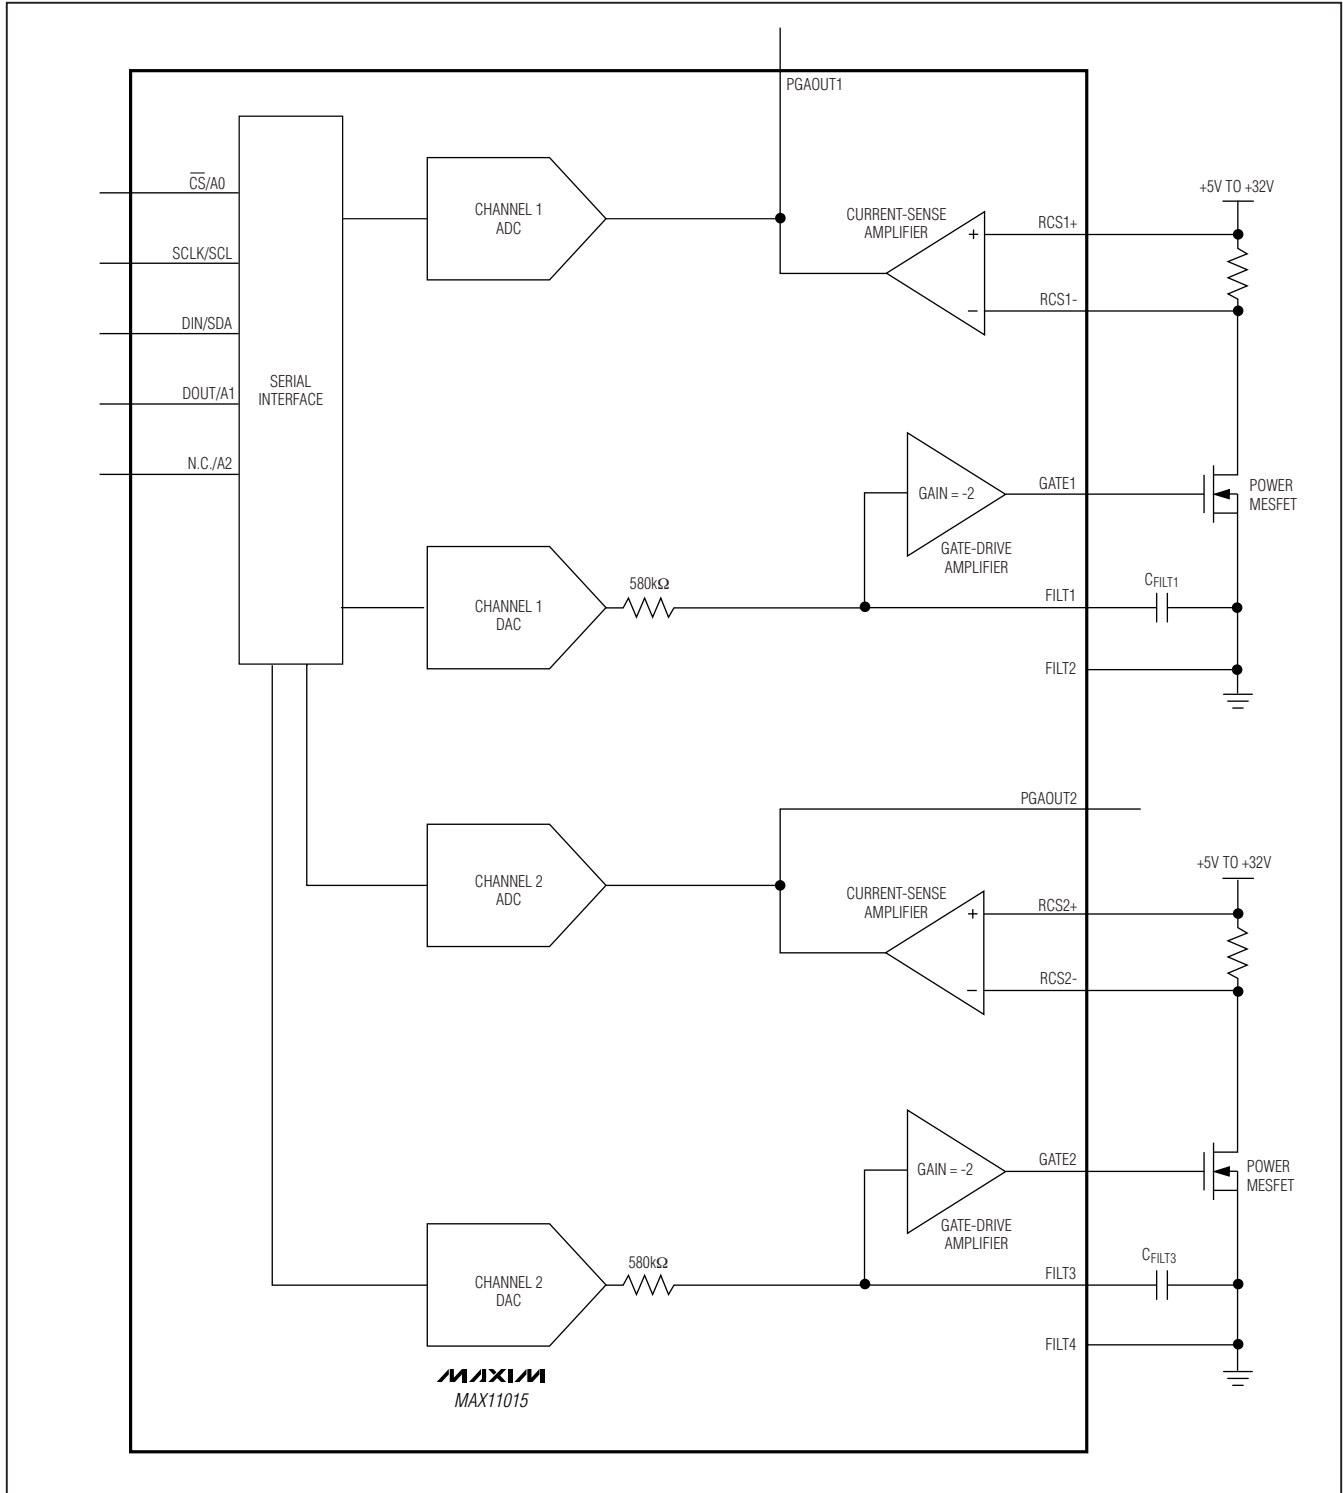 PGAOUT1
C̅S̅/A0
SCLK/SCL
DIN/SDA
DOUT/A1
N.C./A2
SERIAL
INTERFACE
CHANNEL 1
ADC
CURRENT-SENSE
AMPLIFIER
+
−
RCS1+
RCS1-
+5V TO +32V
GAIN = -2
GATE-DRIVE
AMPLIFIER
GATE1
POWER
MESFET
CHANNEL 1
DAC
580kΩ
FILT1
CFILT1
FILT2
PGAOUT2
CHANNEL 2
ADC
CURRENT-SENSE
AMPLIFIER
+
−
RCS2+
RCS2-
+5V TO +32V
GAIN = -2
GATE-DRIVE
AMPLIFIER
GATE2
POWER
MESFET
CHANNEL 2
DAC
580kΩ
FILT3
CFILT3
FILT4
MAXIM
MAX11015